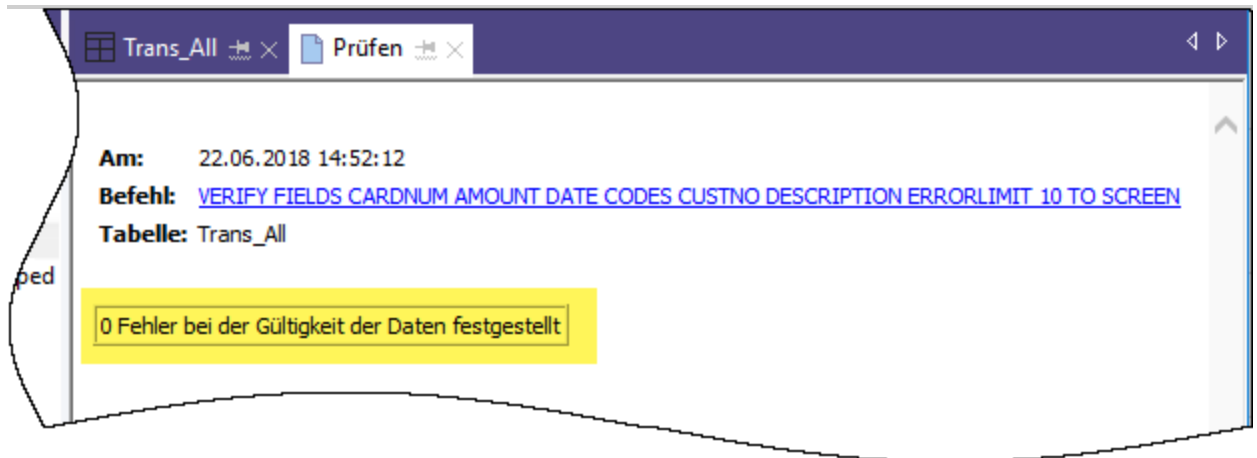 Trans_All Prüfen
Am: 22.06.2018 14:52:12
Befehl: VERIFY FIELDS CARDNUM AMOUNT DATE CODES CUSTNO DESCRIPTION ERRORLIMIT 10 TO SCREEN
Tabelle: Trans_All
ped
0 Fehler bei der Gültigkeit der Daten festgestellt